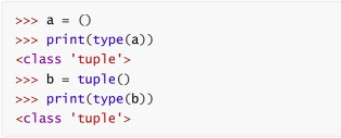 >>> a = ()
>>> print(type(a))
<class 'tuple'>
>>> b = tuple()
>>> print(type(b))
<class 'tuple'>